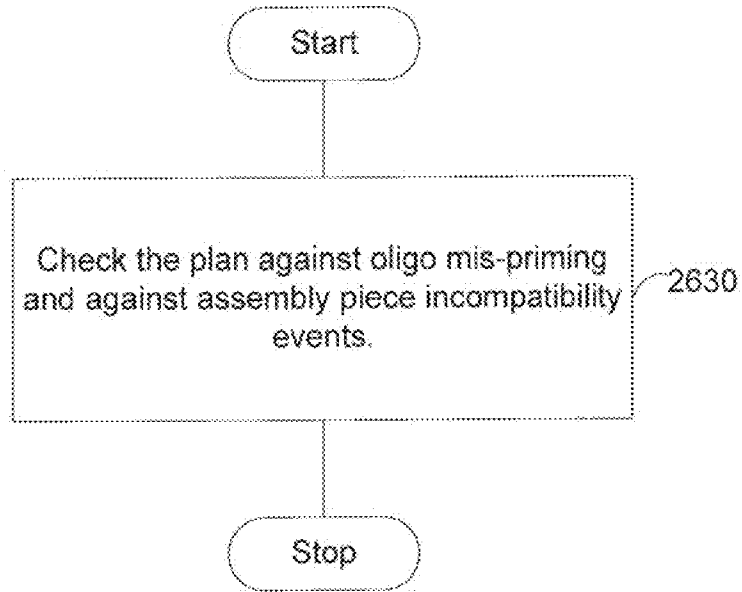 Start
Check the plan against oligo mis-priming
and against assembly piece incompatibility
events.
2630
Stop